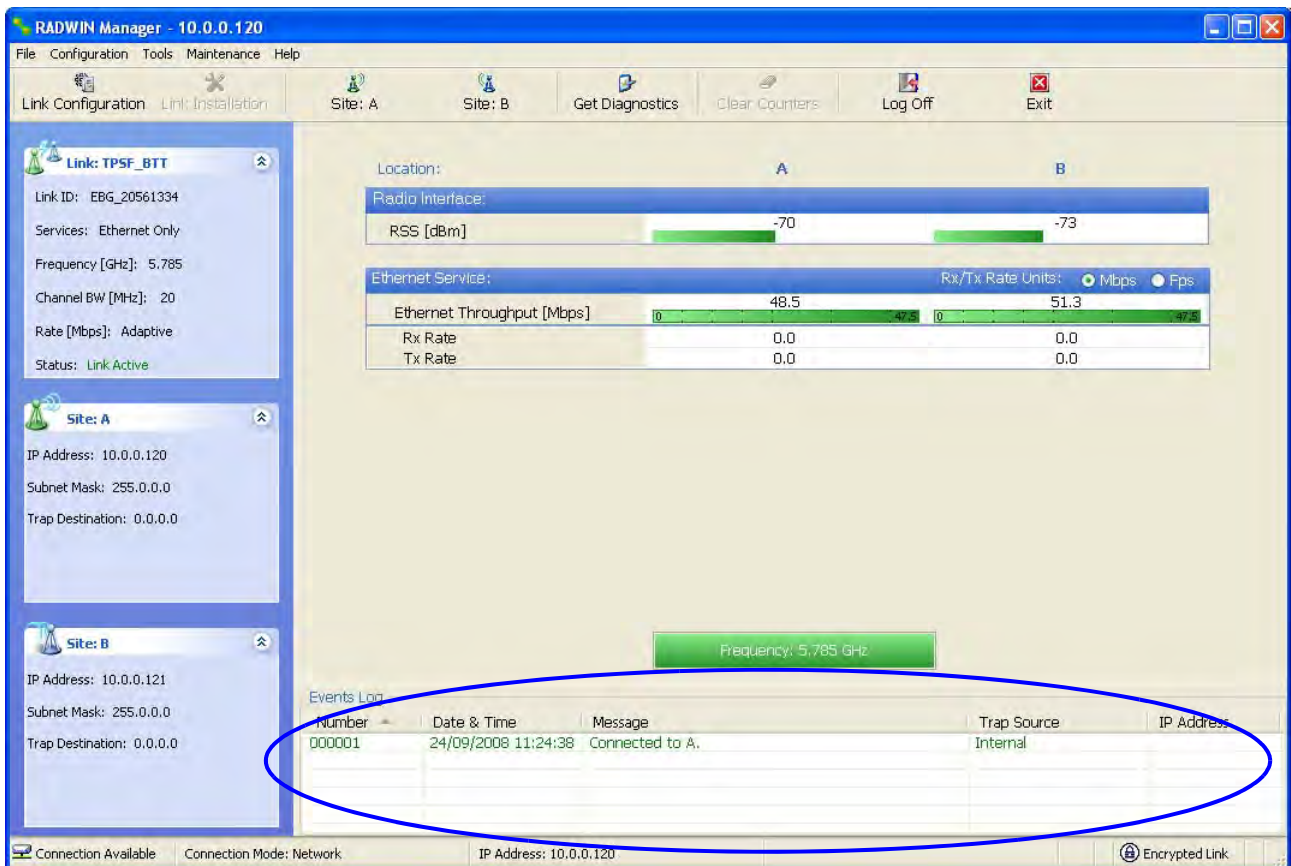 RADWIN Manager - 10.0.0.120
File Configuration Tools Maintenance Help
Link Configuration Link Installation Site: A Site: B Get Diagnostics Clear Counters Log Off Exit
Link: TPSF_BTT
Link ID: EBG_20561334
Services: Ethernet Only
Frequency [GHz]: 5.785
Channel BW [MHz]: 20
Rate [Mbps]: Adaptive
Status: Link Active
Site: A
IP Address: 10.0.0.120
Subnet Mask: 255.0.0.0
Trap Destination: 0.0.0.0
Site: B
IP Address: 10.0.0.121
Subnet Mask: 255.0.0.0
Trap Destination: 0.0.0.0
Location: A B
Radio Interface:
RSS [dBm] -70 -73
Ethernet Service: Rx/Tx Rate Units: Mbps Fps
Ethernet Throughput [Mbps] 48.5 51.3
0 47.5 0 47.5
Rx Rate 0.0 0.0
Tx Rate 0.0 0.0
Frequency: 5.785 GHz
Events Log
Number Date & Time Message Trap Source IP Address
000001 24/09/2008 11:24:38 Connected to A. Internal
Connection Available Connection Mode: Network IP Address: 10.0.0.120 Encrypted Link